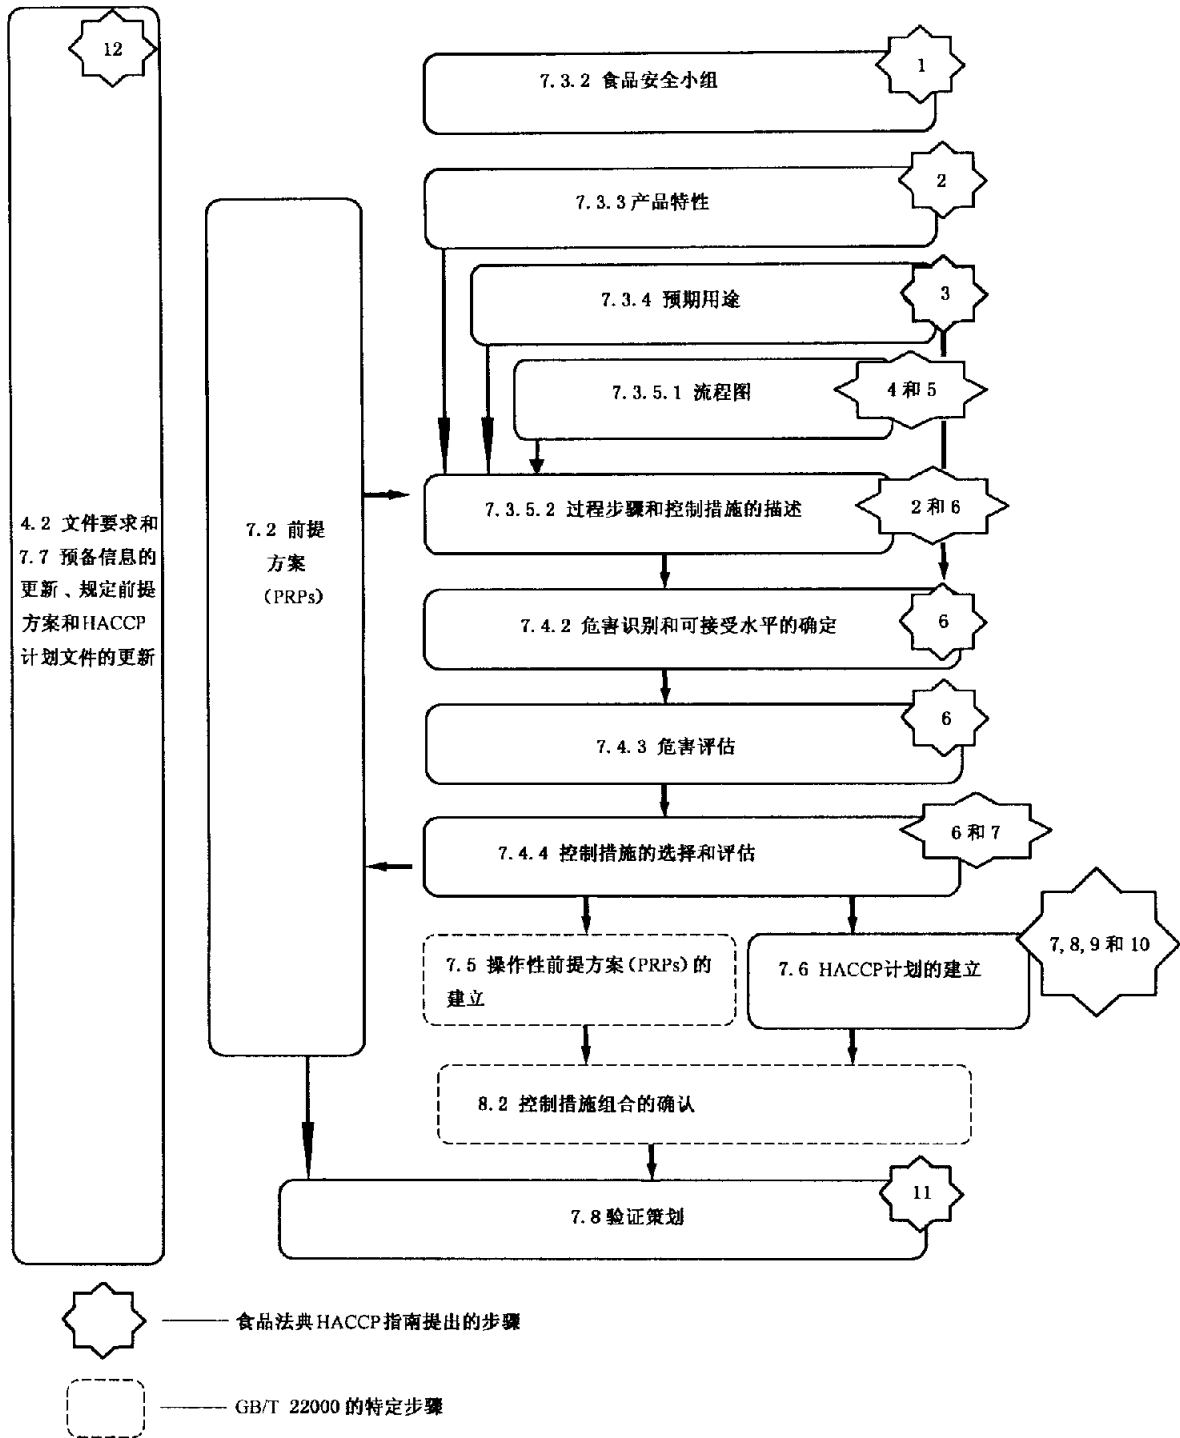 12
1
7.3.2 食品安全小组
2
7.3.3 产品特性
3
7.3.4 预期用途
4 和 5
7.3.5.1 流程图
2 和 6
7.3.5.2 过程步骤和控制措施的描述
4.2 文件要求和
7.7 预备信息的
更新、规定前提
方案和HACCP
计划文件的更新
7.2 前提
方案
(PRPs)
6
7.4.2 危害识别和可接受水平的确定
6
7.4.3 危害评估
6 和 7
7.4.4 控制措施的选择和评估
7, 8, 9 和 10
7.5 操作性前提方案(PRPs)的
建立
7.6 HACCP计划的建立
8.2 控制措施组合的确认
11
7.8 验证策划
食品法典HACCP指南提出的步骤
GB/T 22000 的特定步骤